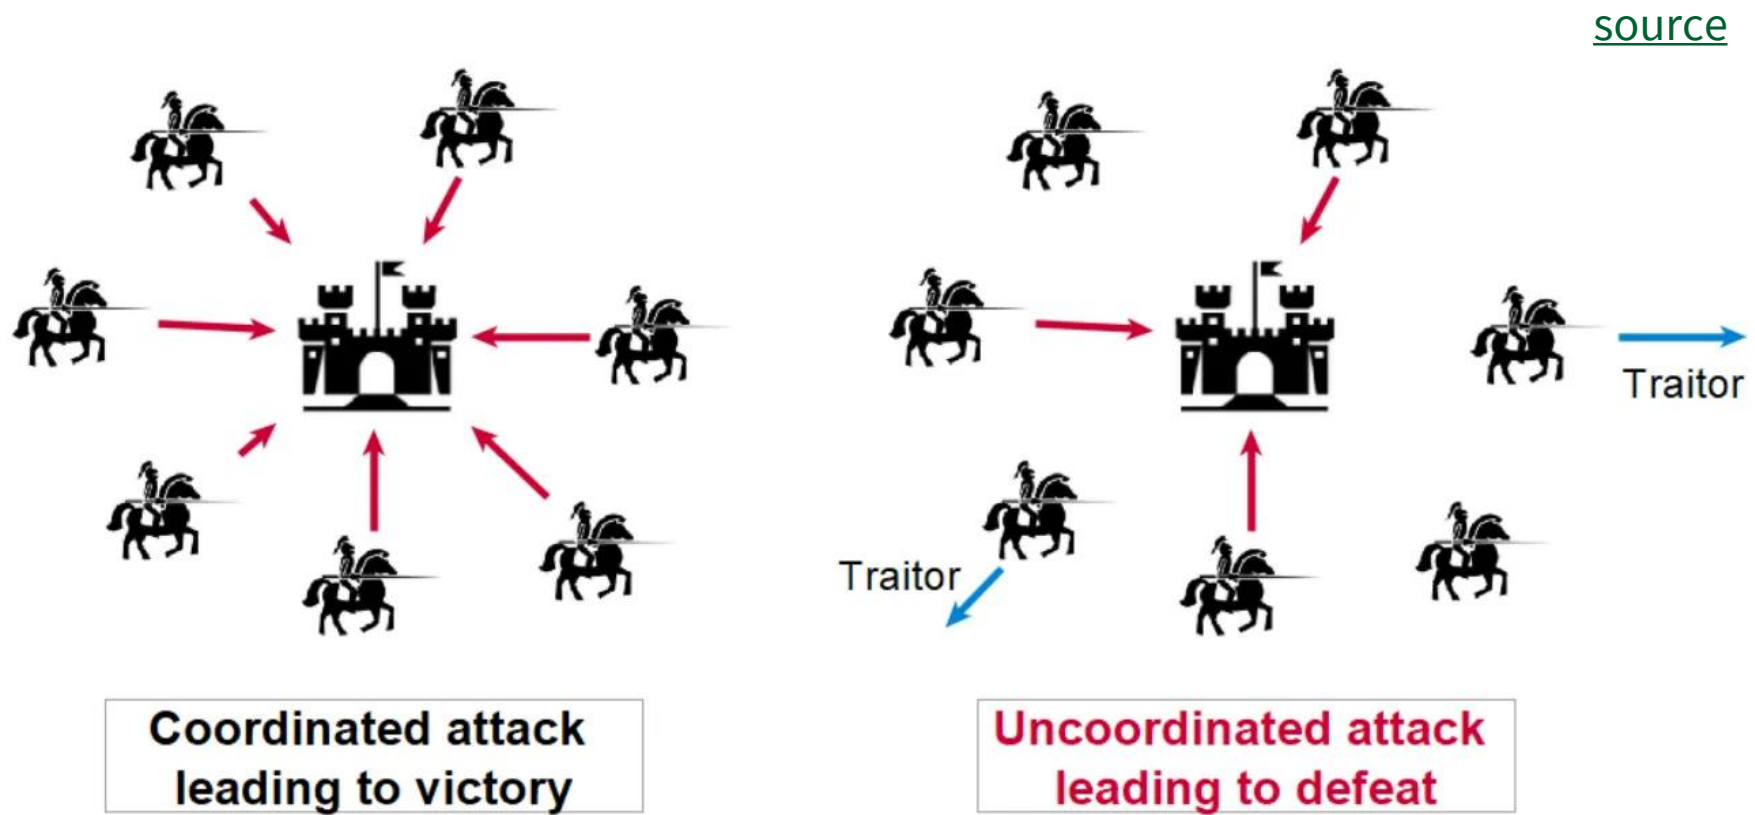 source
Traitor
Traitor
Coordinated attack
leading to victory
Uncoordinated attack
leading to defeat